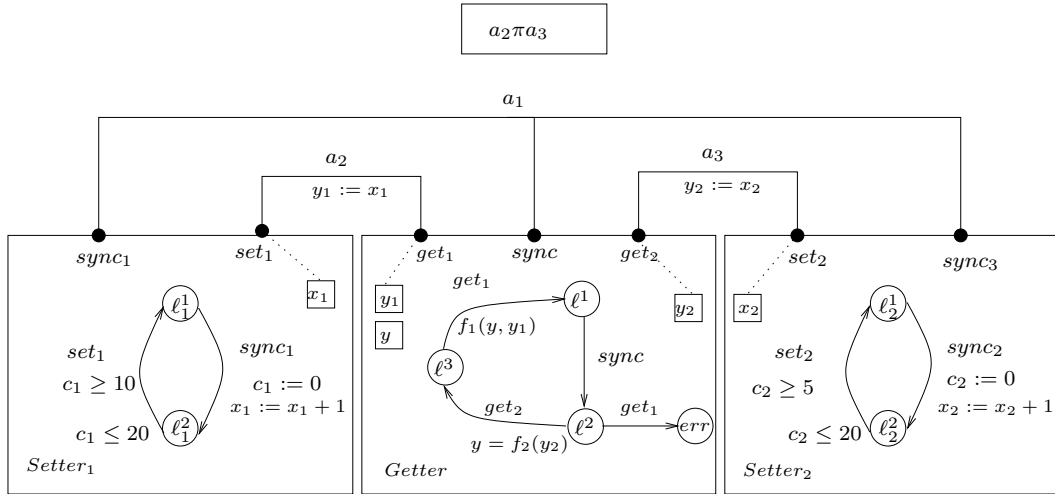 a₂πa₃
a₁
a₂
y₁ := x₁
a₃
y₂ := x₂
sync₁
set₁
get₁
sync
get₂
set₂
sync₃
x₁
y₁
y
y₂
x₂
ℓ₁¹
set₁
c₁ ≥ 10
sync₁
c₁ := 0
x₁ := x₁ + 1
c₁ ≤ 20
ℓ₁²
Setter₁
get₁
f₁(y, y₁)
ℓ¹
ℓ³
sync
get₂
ℓ²
get₁
err
y = f₂(y₂)
Getter
ℓ₂¹
set₂
c₂ ≥ 5
sync₂
c₂ := 0
x₂ := x₂ + 1
c₂ ≤ 20
ℓ₂²
Setter₂